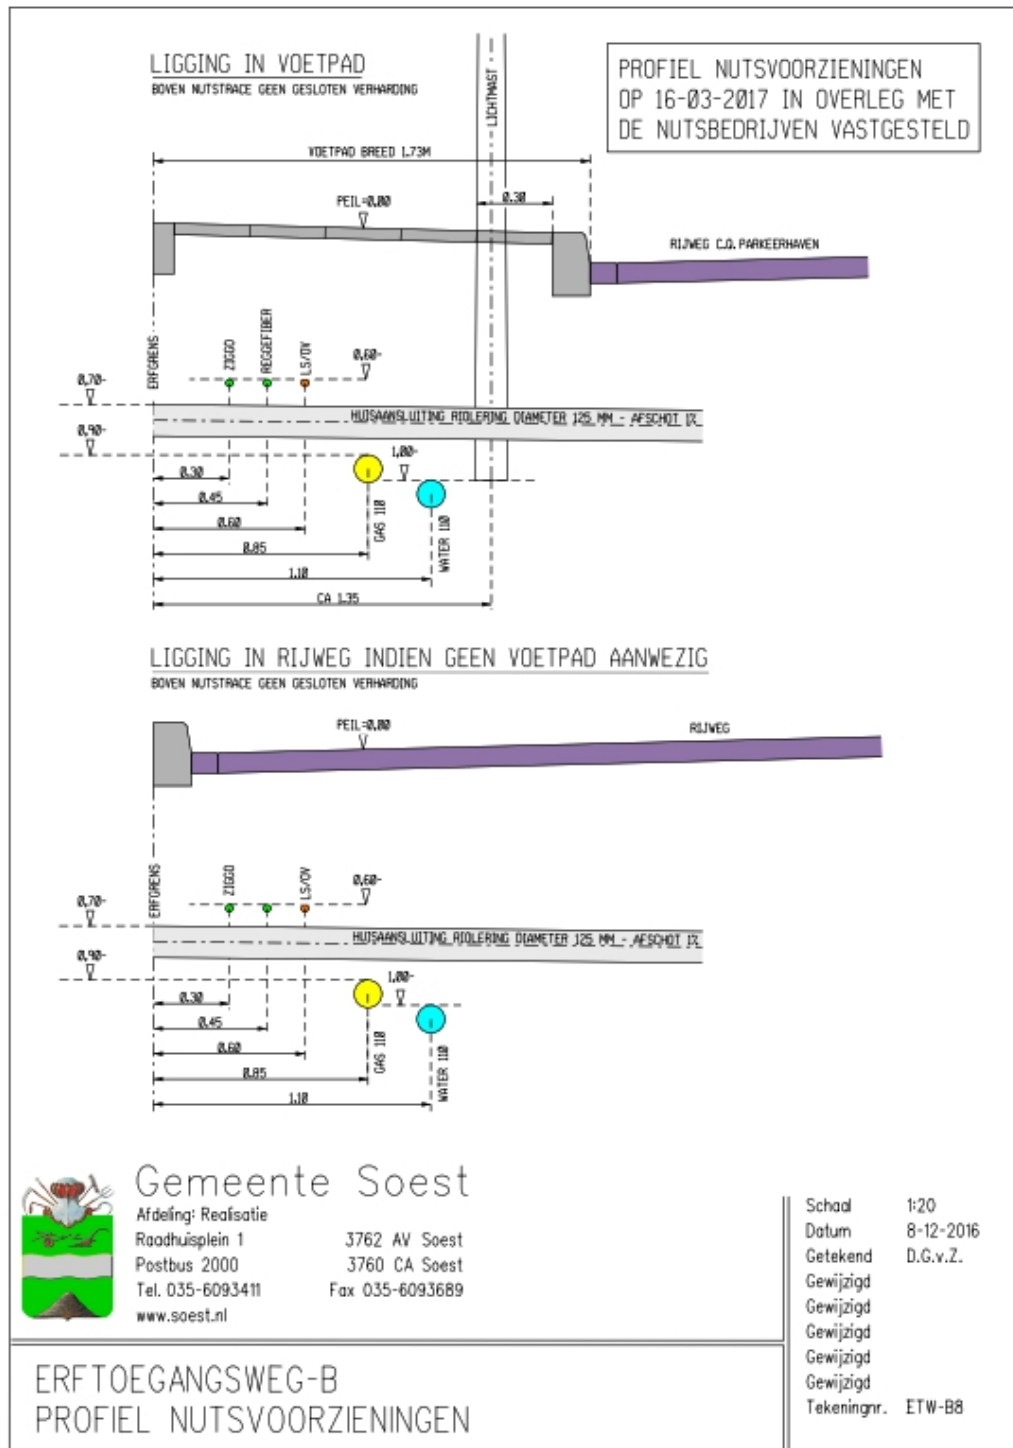 LIGGING IN VOETPAD
BOVEN NUTSTRACE GEEN GESLOTEN VERHARDING
PROFIEL NUTSVOORZIENINGEN
OP 16-03-2017 IN OVERLEG MET
DE NUTSBEDRIJVEN VASTGESTELD
LICHTMAST
VOETPAD BREED 1.73M
0.30
PEIL=0,00
RIJWEG C.Q. PARKEERHAVEN
ERFGRENS
ZIGGO
REGGEFIBER
LS/OV
0,60-
0,70-
HUISAANSLUITING RIOLERING DIAMETER 125 MM - AFSCHOT 1%
0,90-
1,00-
0.30
0.45
0.60
0.85
1.10
CA 1.35
GAS 110
WATER 110
LIGGING IN RIJWEG INDIEN GEEN VOETPAD AANWEZIG
BOVEN NUTSTRACE GEEN GESLOTEN VERHARDING
PEIL=0,00
RIJWEG
ERFGRENS
ZIGGO
LS/OV
0,60-
0,70-
HUISAANSLUITING RIOLERING DIAMETER 125 MM - AFSCHOT 1%
0,90-
1,00-
0.30
0.45
0.60
0.85
1.10
GAS 110
WATER 110
Gemeente Soest
Afdeling: Realisatie
Raadhuisplein 1 3762 AV Soest
Postbus 2000 3760 CA Soest
Tel. 035-6093411 Fax 035-6093689
www.soest.nl
Schaal 1:20
Datum 8-12-2016
Getekend D.G.v.Z.
Gewijzigd
Gewijzigd
Gewijzigd
Gewijzigd
Gewijzigd
Tekeningnr. ETW-B8
ERFTOEGANGSWEG-B
PROFIEL NUTSVOORZIENINGEN